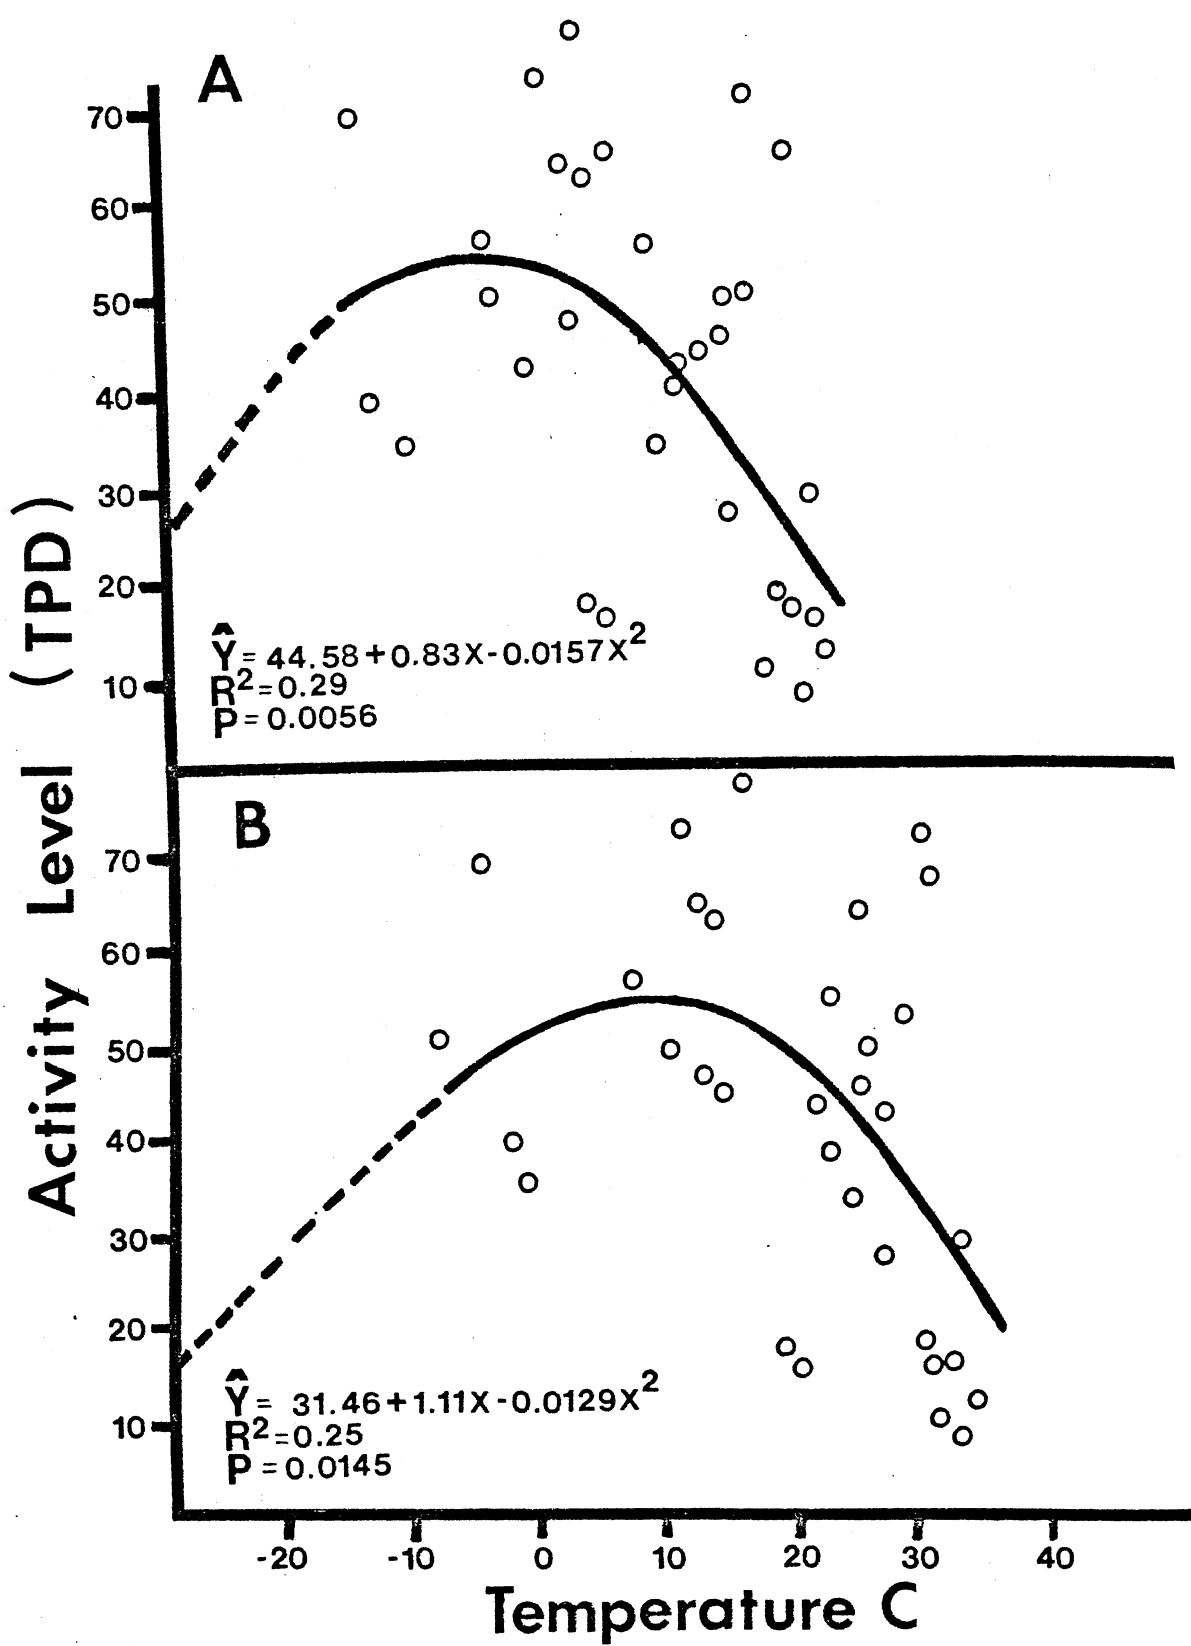 A
70
60
50
40
30
20
10
Ŷ = 44.58+0.83X-0.0157X²
R²=0.29
P=0.0056
Activity Level (TPD)
B
70
60
50
40
30
20
10
Ŷ = 31.46+1.11X-0.0129X²
R²=0.25
P=0.0145
-20 -10 0 10 20 30 40
Temperature C